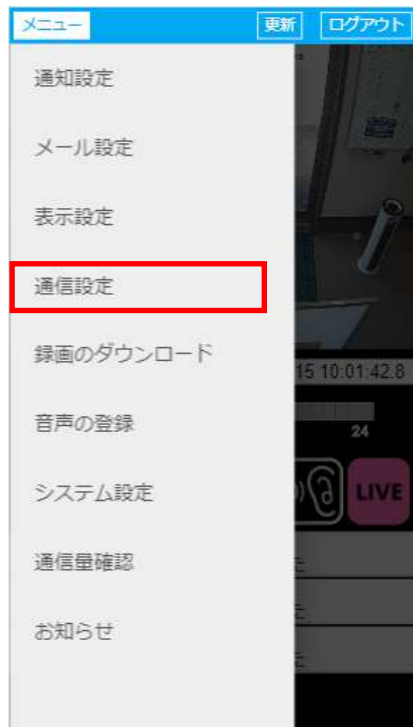 メニュー 更新 ログアウト
通知設定
メール設定
表示設定
通信設定
録画のダウンロード
15 10:01:42.8
音声の登録
24
システム設定
LIVE
通信量確認
お知らせ